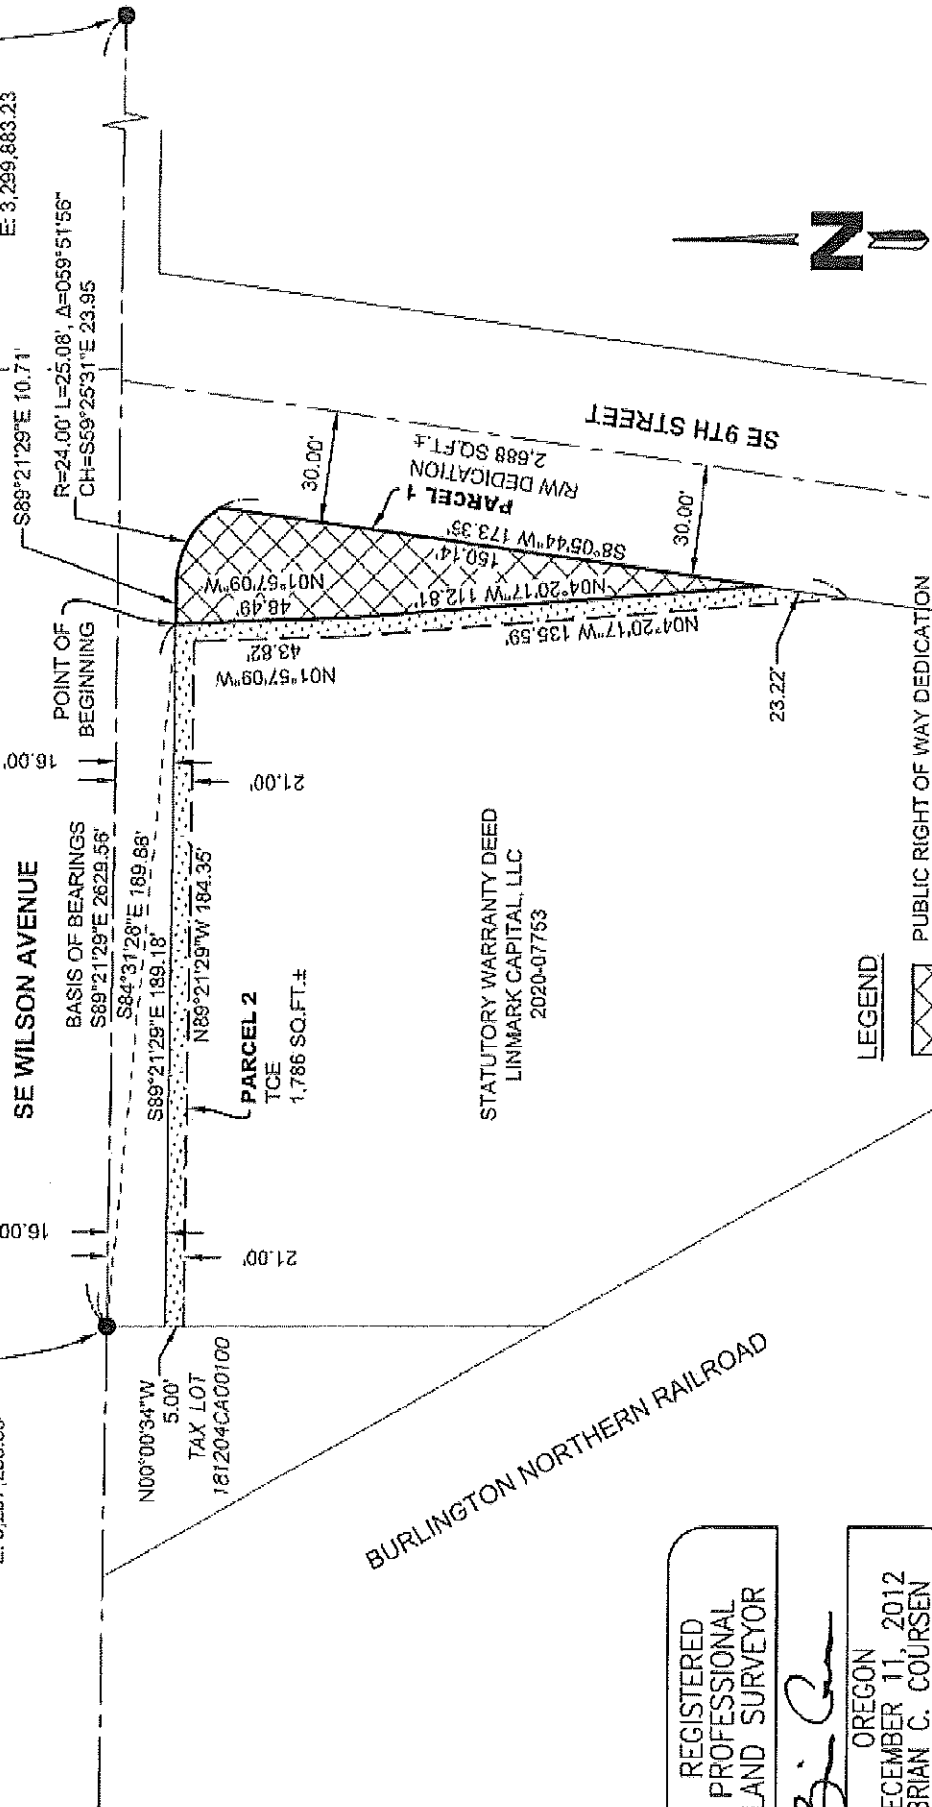 E: 3,299,883.23
S89°21'29"E 10.71'
R=24.00' L=25.08', Δ=059°51'56"
CH=S59°25'31"E 23.95
POINT OF
BEGINNING
16.00'
SE WILSON AVENUE
BASIS OF BEARINGS
S89°21'29"E 2629.56'
S84°31'28"E 189.88'
S89°21'29"E 189.18'
N89°21'29"W 184.35'
16.00'
21.00'
21.00'
PARCEL 2
TCE
1,786 SQ.FT.±
N00°00'34"W
5.00'
TAX LOT
181204CA00100
N01°57'09"W
48.49'
N01°57'09"W
43.82'
N04°20'17"W 112.81'
150.14'
N04°20'17"W 135.59'
S8°05'44"W 173.35'
PARCEL 1
R/W DEDICATION
2,688 SQ.FT.±
30.00'
30.00'
SE 9TH STREET
23.22'
N
STATUTORY WARRANTY DEED
LINMARK CAPITAL, LLC
2020-07753
BURLINGTON NORTHERN RAILROAD
LEGEND
PUBLIC RIGHT OF WAY DEDICATION
REGISTERED
PROFESSIONAL
LAND SURVEYOR
OREGON
DECEMBER 11, 2012
BRIAN C. COURSEN